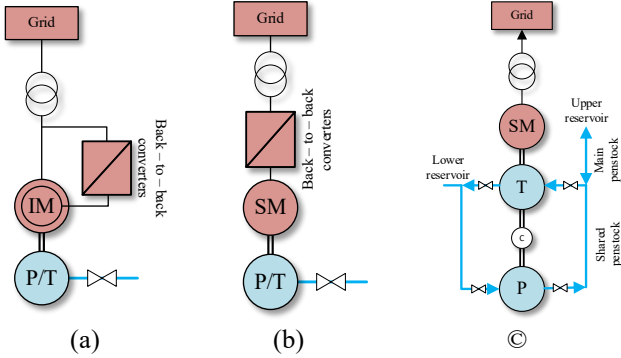 Grid
Back – to – back
converters
IM
P/T
(a)
Grid
Back – to – back
converters
SM
P/T
(b)
Grid
SM
Upper
reservoir
Lower
reservoir
Main
penstock
T
C
Shared
penstock
P
©